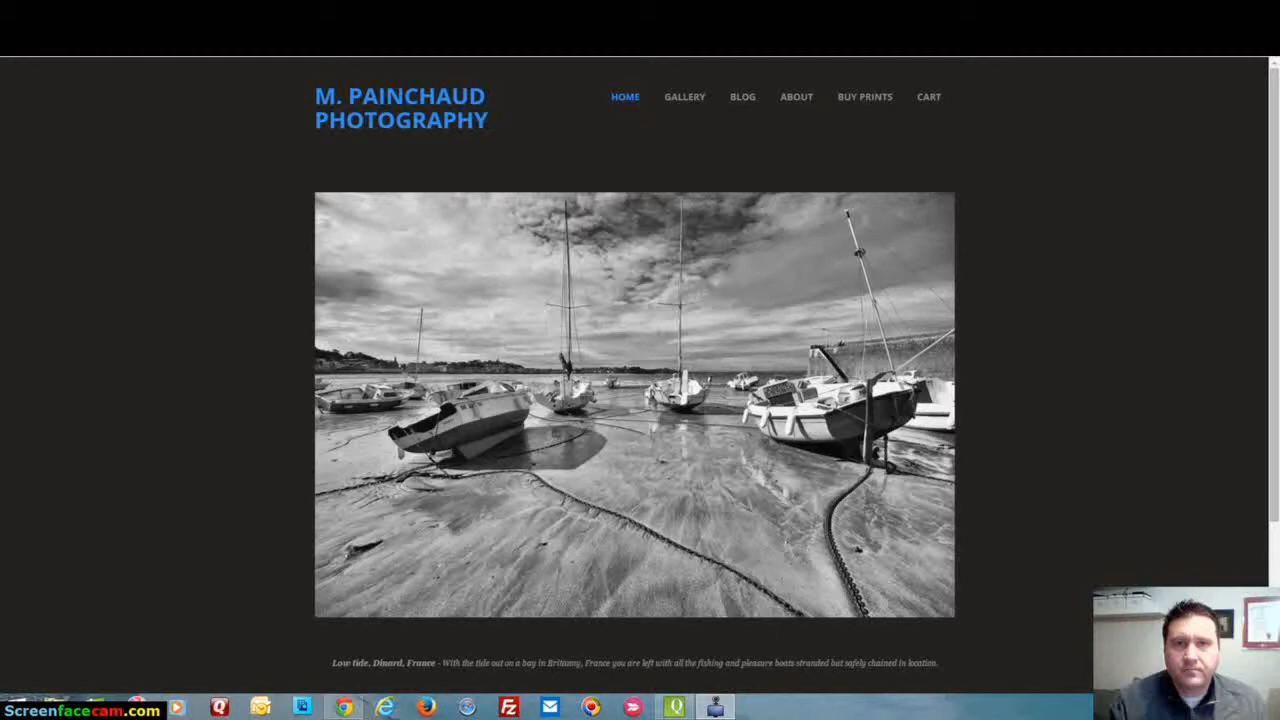 M. PAINCHAUD
PHOTOGRAPHY
HOME GALLERY BLOG ABOUT BUY PRINTS CART
Low tide, Dinard, France - With the tide out on a bay in Brittany, France you are left with all the fishing and pleasure boats stranded but safely chained in location.
Screenfacecam.com